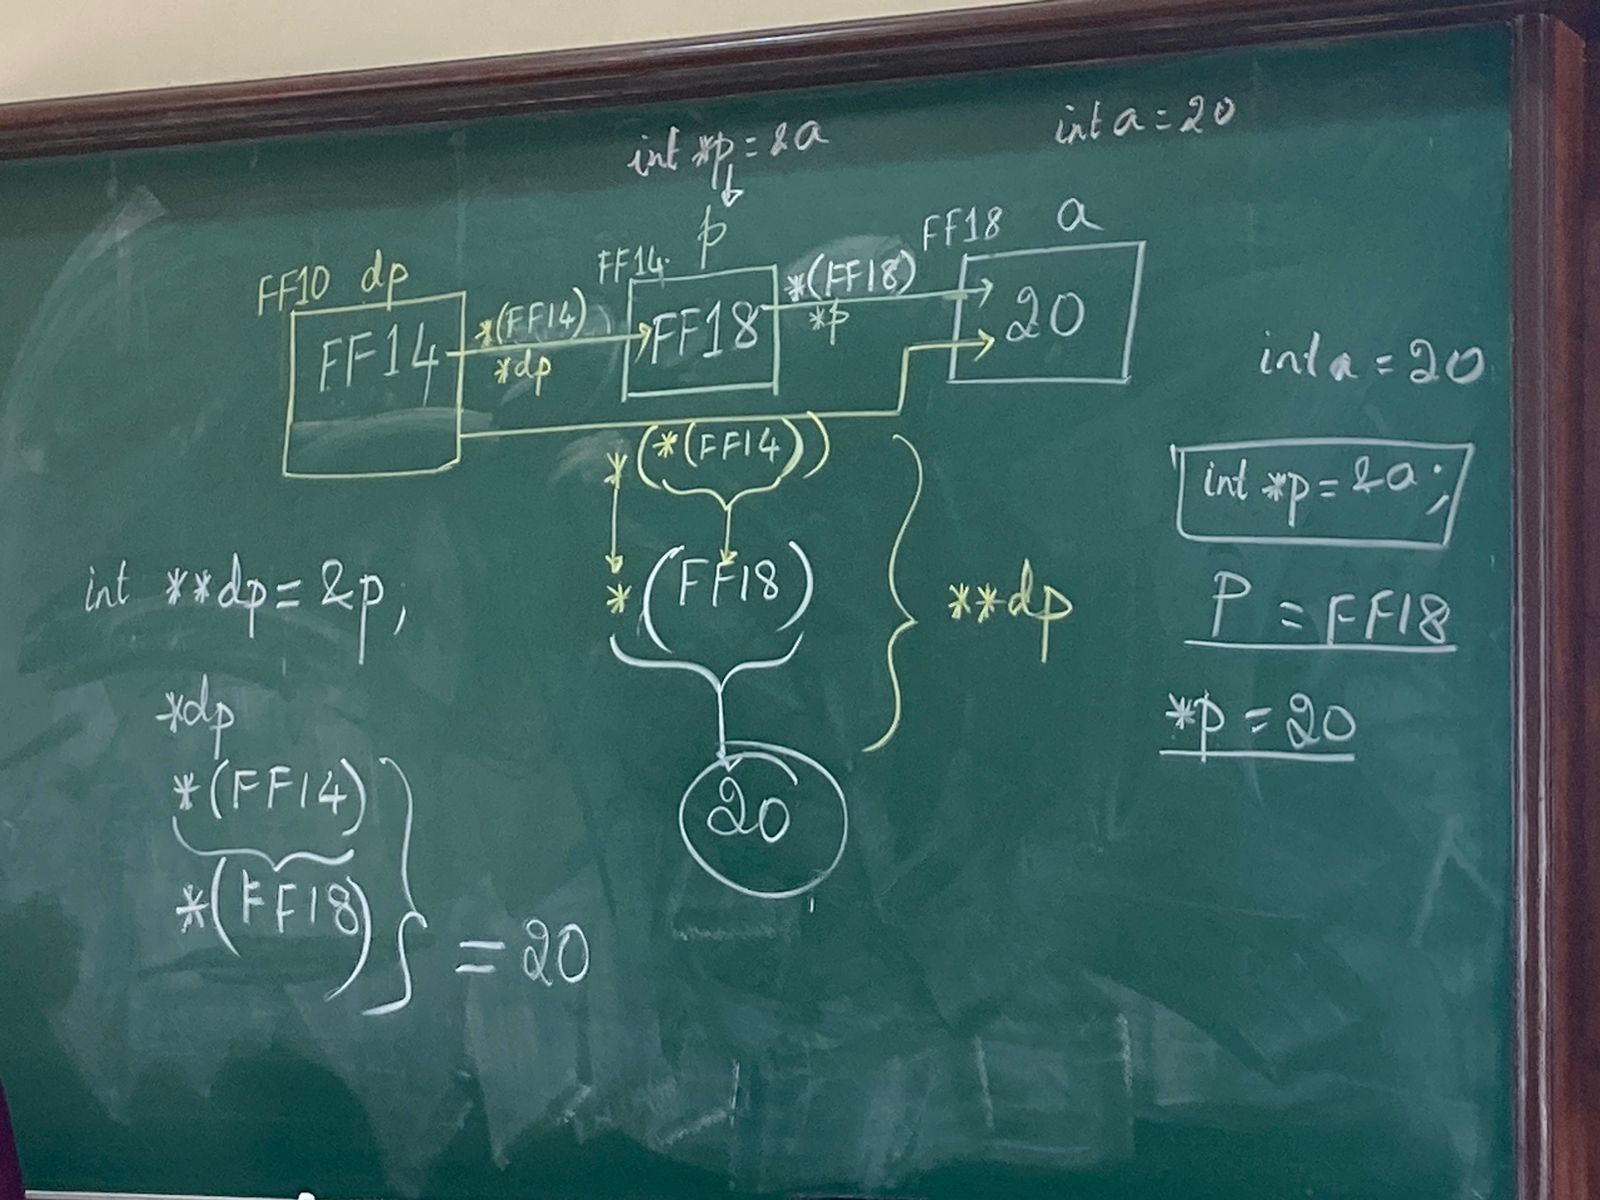 int *p = &a
int a = 20
p
FF10 dp
FF14
FF18 a
FF14
*(FF14)
*dp
FF18
*(FF18)
*p
20
*(*(FF14))
*(FF18)
20
**dp
int **dp = &p;
*dp
*(FF14)
*(FF18)
= 20
int a = 20
int *p = &a;
P = FF18
*p = 20